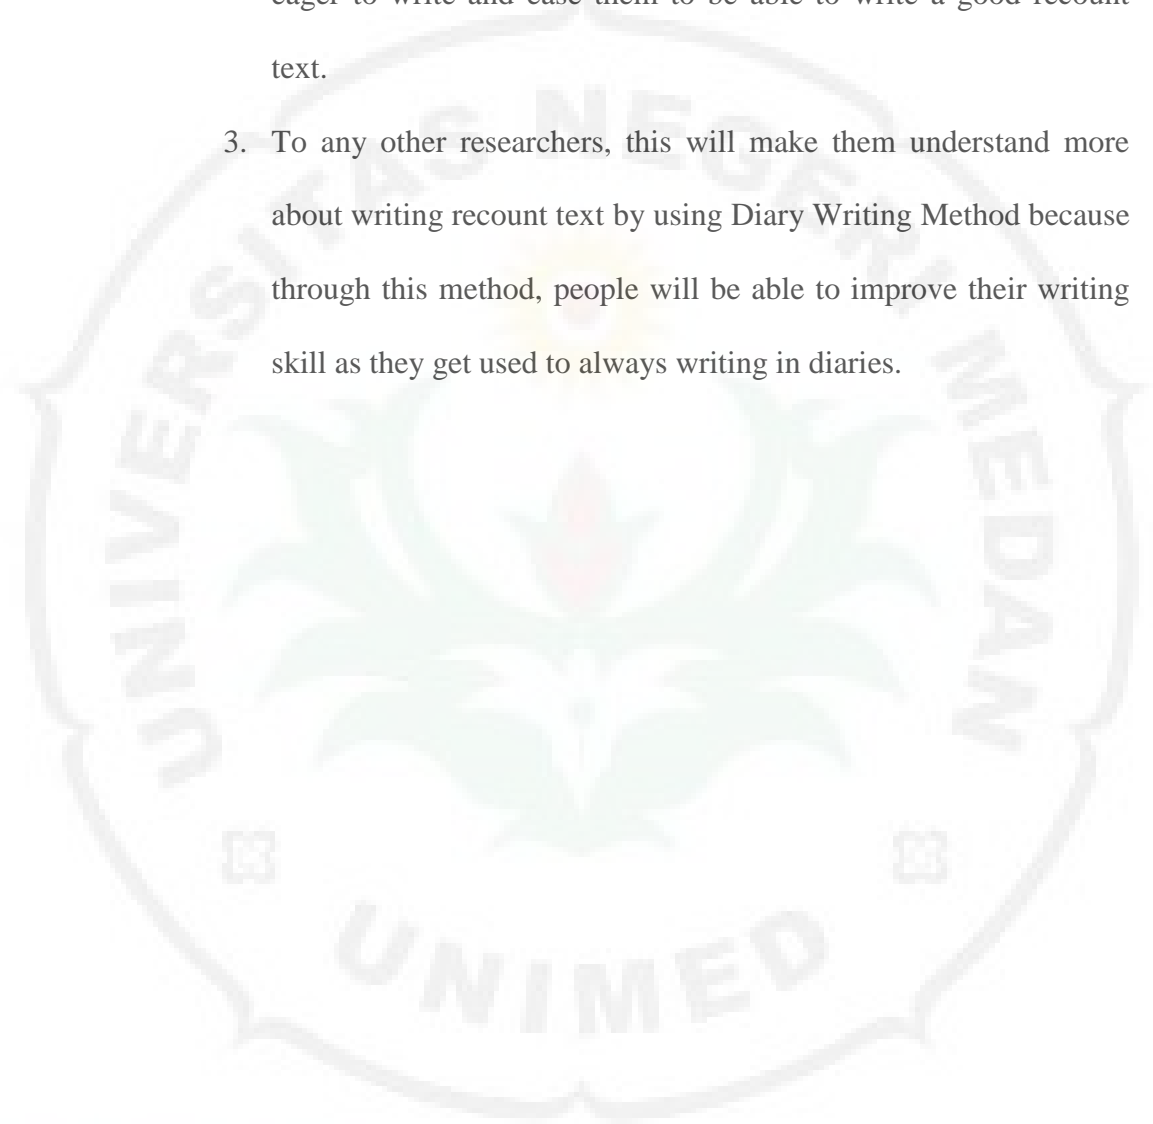 eager to write and ease them to be able to write a good recount
text.
3. To any other researchers, this will make them understand more
about writing recount text by using Diary Writing Method because
through this method, people will be able to improve their writing
skill as they get used to always writing in diaries.
UNIVERSITAS NEGERI MEDAN
UNIMED